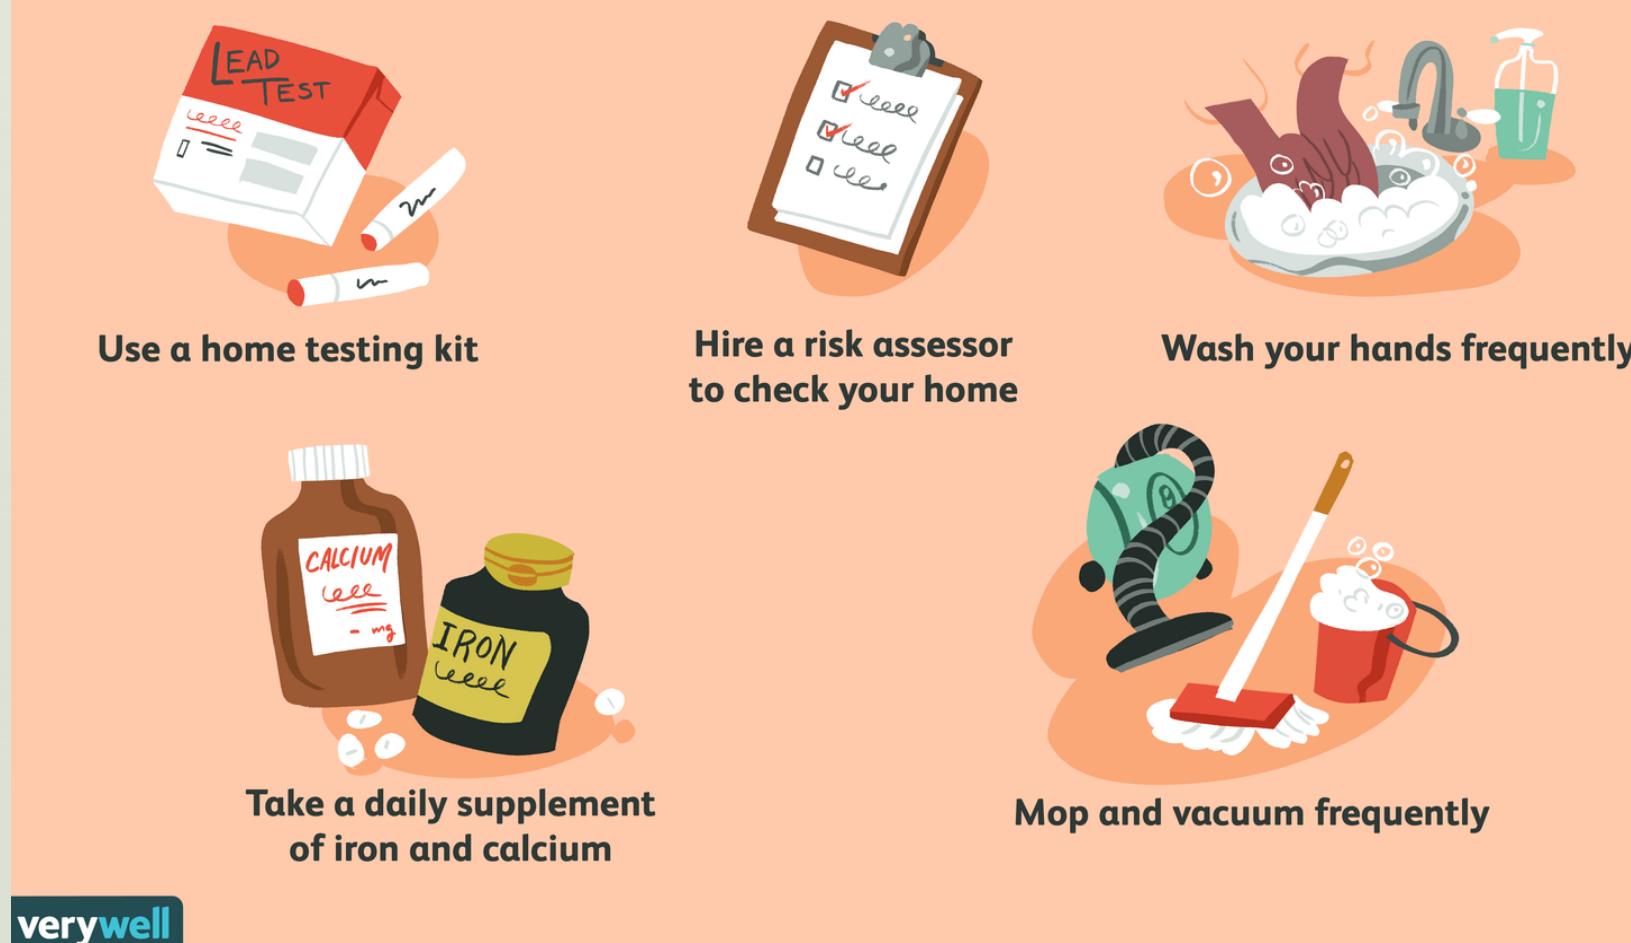 LEAD
TEST
Use a home testing kit
Hire a risk assessor
to check your home
Wash your hands frequently
CALCIUM
- mg
IRON
Take a daily supplement
of iron and calcium
Mop and vacuum frequently
verywell